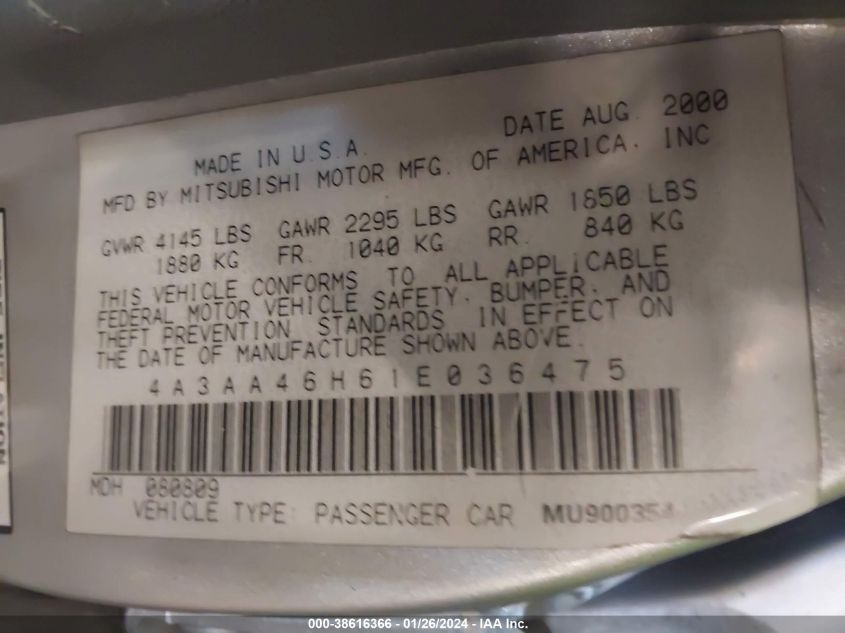 DATE AUG. 2000
MADE IN U.S.A.
MFD BY MITSUBISHI MOTOR MFG. OF AMERICA. INC
GVWR 4145 LBS GAWR 2295 LBS GAWR 1850 LBS
1880 KG FR. 1040 KG RR. 840 KG
THIS VEHICLE CONFORMS TO ALL APPLICABLE
FEDERAL MOTOR VEHICLE SAFETY. BUMPER. AND
THEFT PREVENTION STANDARDS IN EFFECT ON
THE DATE OF MANUFACTURE SHOWN ABOVE.
4A3AA46H61E036475
MDH 080809
VEHICLE TYPE: PASSENGER CAR MU900354
000-38616366 - 01/26/2024 - IAA Inc.